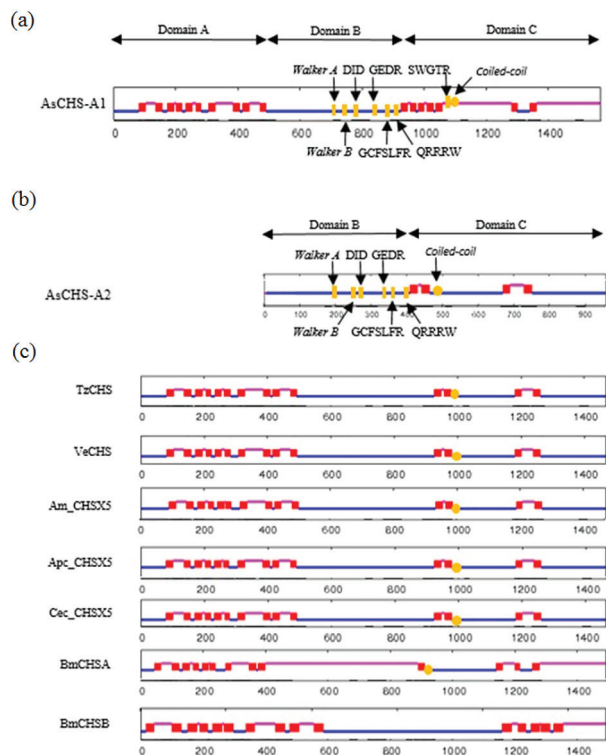 (a)
Domain A Domain B Domain C
Walker A DID GEDR SWGTR Coiled-coil
AsCHS-A1
0 200 400 600 800 1000 1200 1400
Walker B GCFSLFR QRRRW
(b)
Domain B Domain C
Walker A DID GEDR Coiled-coil
AsCHS-A2
0 100 200 300 400 500 600 700 800 900
Walker B GCFSLFR QRRRW
(c)
TzCHS
0 200 400 600 800 1000 1200 1400
VeCHS
0 200 400 600 800 1000 1200 1400
Am_CHSX5
0 200 400 600 800 1000 1200 1400
Apc_CHSX5
0 200 400 600 800 1000 1200 1400
Cec_CHSX5
0 200 400 600 800 1000 1200 1400
BmCHSA
0 200 400 600 800 1000 1200 1400
BmCHSB
0 200 400 600 800 1000 1200 1400